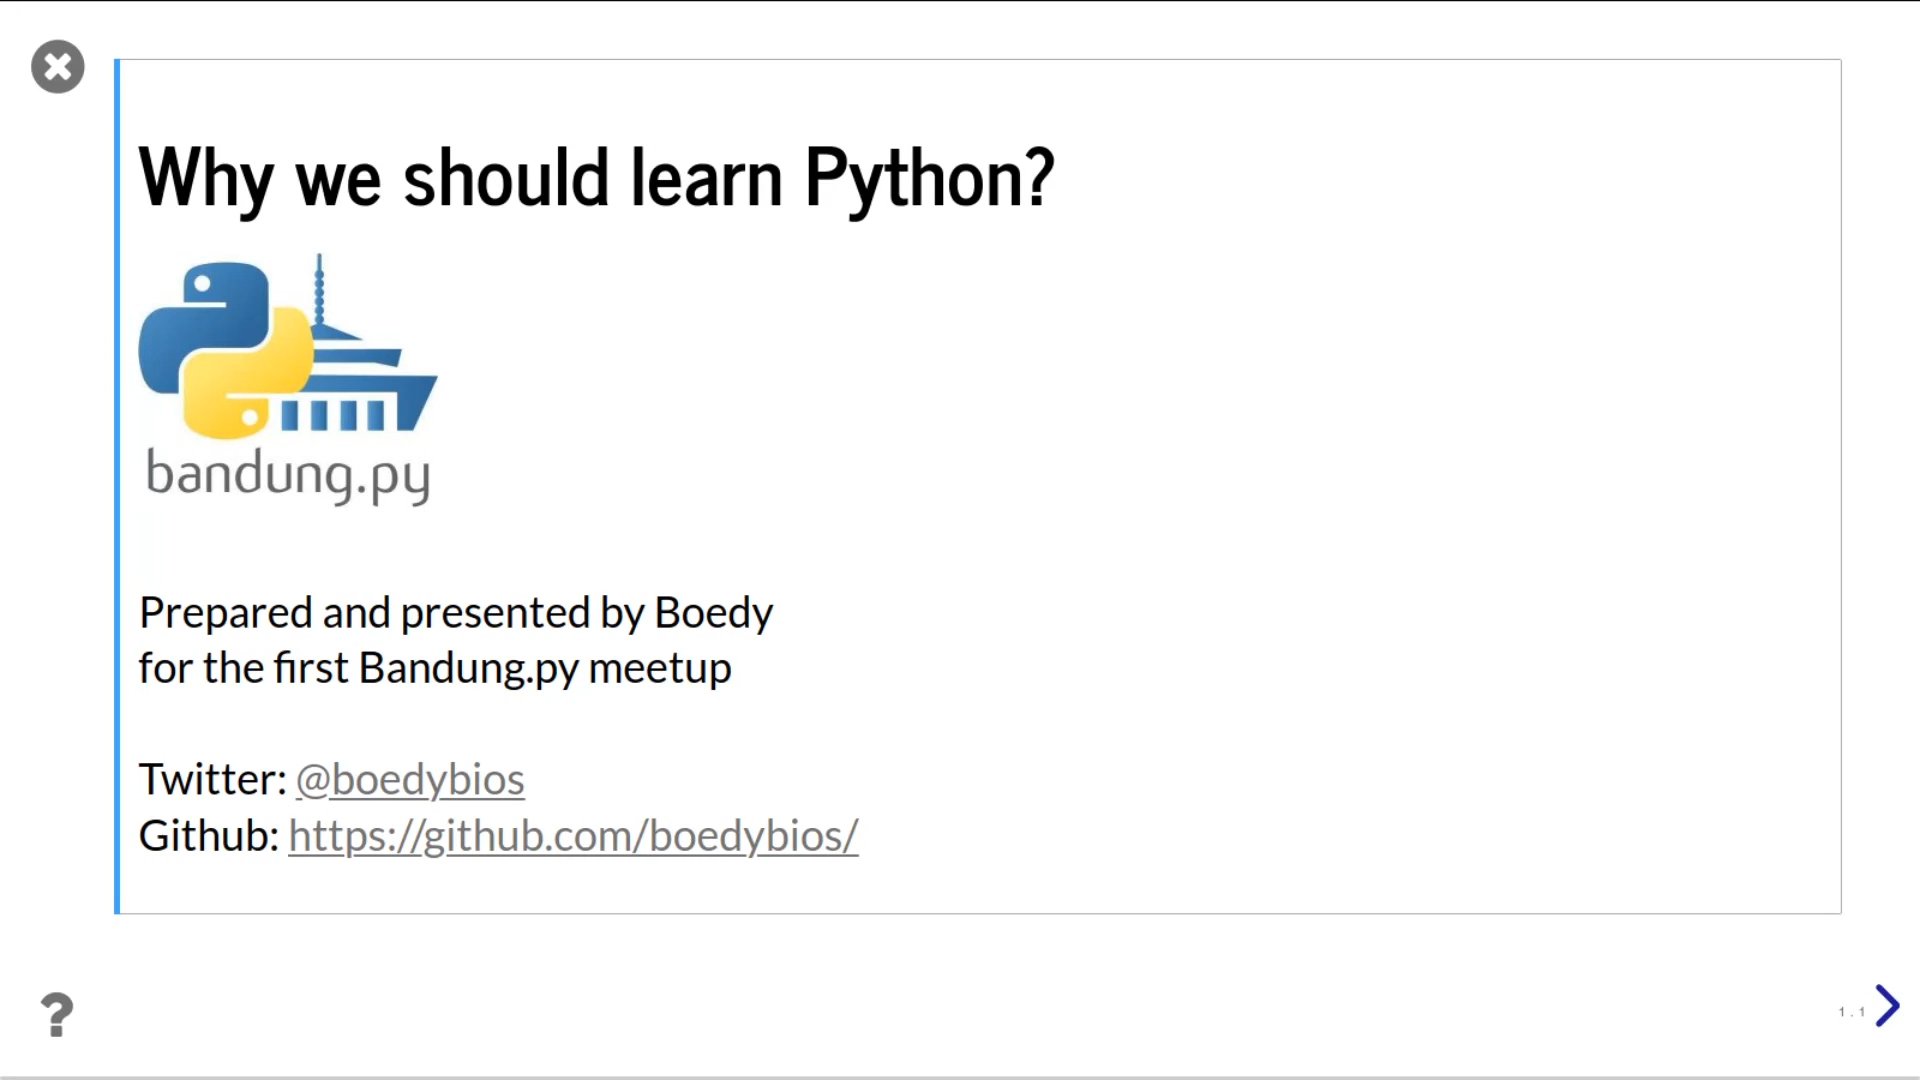 Why we should learn Python?
bandung.py
Prepared and presented by Boedy
for the first Bandung.py meetup
Twitter: @boedybios
Github: https://github.com/boedybios/
1.1